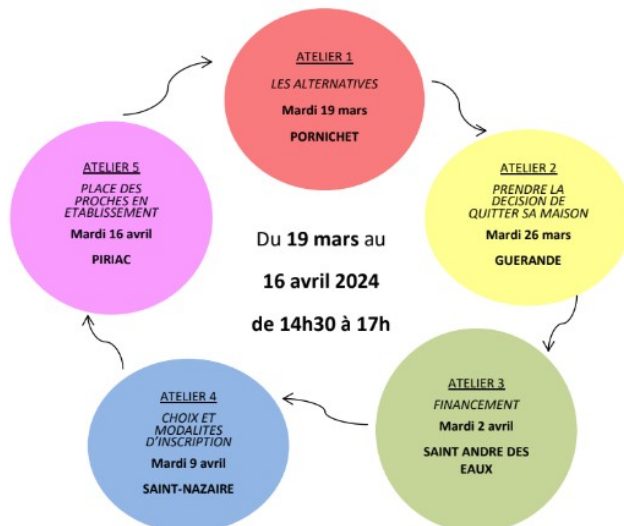 ATELIER 1
LES ALTERNATIVES
Mardi 19 mars
PORNICHET
ATELIER 2
PRENDRE LA
DECISION DE
QUITTER SA MAISON
Mardi 26 mars
GUERANDE
ATELIER 3
FINANCEMENT
Mardi 2 avril
SAINT ANDRE DES
EAUX
ATELIER 4
CHOIX ET
MODALITES
D'INSCRIPTION
Mardi 9 avril
SAINT-NAZAIRE
ATELIER 5
PLACE DES
PROCHES EN
ETABLISSEMENT
Mardi 16 avril
PIRIAC
Du 19 mars au
16 avril 2024
de 14h30 à 17h